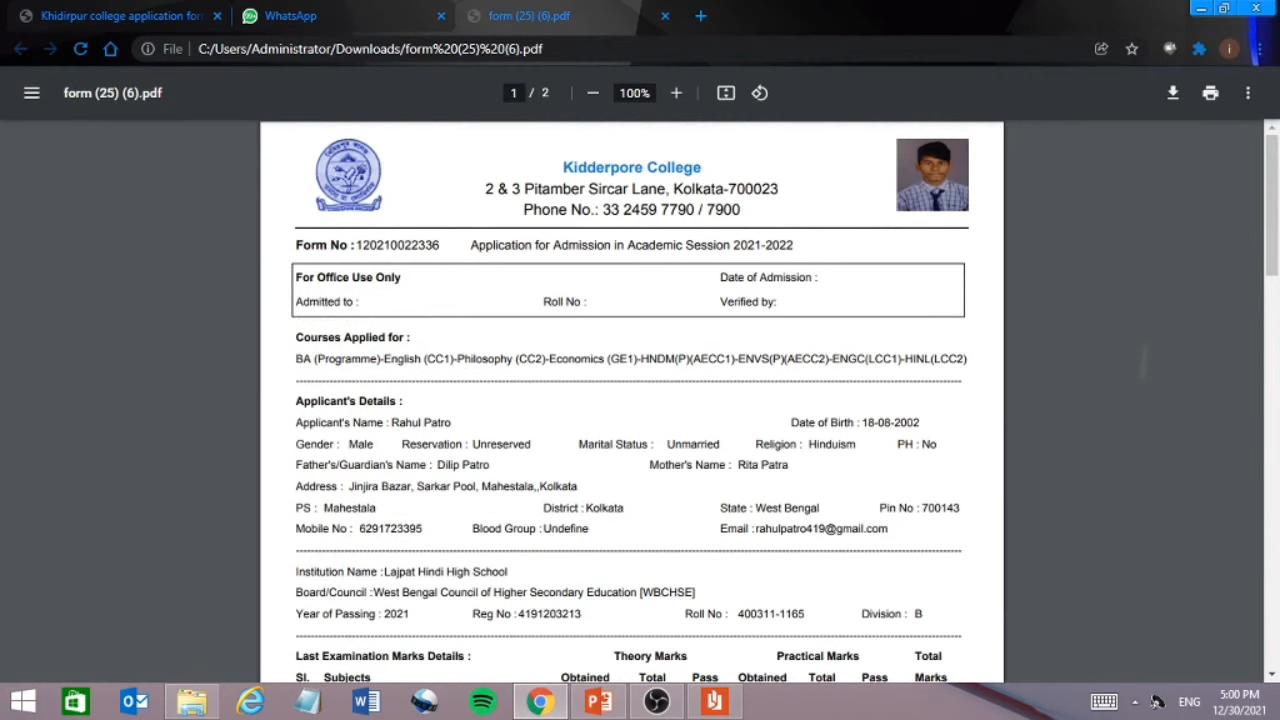 Khidirpur college application for
WhatsApp
form (25) (6).pdf
File
C:/Users/Administrator/Downloads/form%20(25)%20(6).pdf
i
form (25) (6).pdf
1 / 2
100%
Kidderpore College
2 & 3 Pitamber Sircar Lane, Kolkata-700023
Phone No.: 33 2459 7790 / 7900
Form No : 120210022336 Application for Admission in Academic Session 2021-2022
For Office Use Only Date of Admission :
Admitted to : Roll No : Verified by:
Courses Applied for :
BA (Programme)-English (CC1)-Philosophy (CC2)-Economics (GE1)-HNDM(P)(AECC1)-ENVS(P)(AECC2)-ENGC(LCC1)-HINL(LCC2)
Applicant's Details :
Applicant's Name : Rahul Patro Date of Birth : 18-08-2002
Gender : Male Reservation : Unreserved Marital Status : Unmarried Religion : Hinduism PH : No
Father's/Guardian's Name : Dilip Patro Mother's Name : Rita Patra
Address : Jinjira Bazar, Sarkar Pool, Mahestala,,Kolkata
PS : Mahestala District : Kolkata State : West Bengal Pin No : 700143
Mobile No : 6291723395 Blood Group :Undefine Email :rahulpatro419@gmail.com
Institution Name :Lajpat Hindi High School
Board/Council :West Bengal Council of Higher Secondary Education [WBCHSE]
Year of Passing : 2021 Reg No :4191203213 Roll No : 400311-1165 Division : B
Last Examination Marks Details : Theory Marks Practical Marks Total
Sl. Subjects Obtained Total Pass Obtained Total Pass Marks
ENG
5:00 PM
12/30/2021